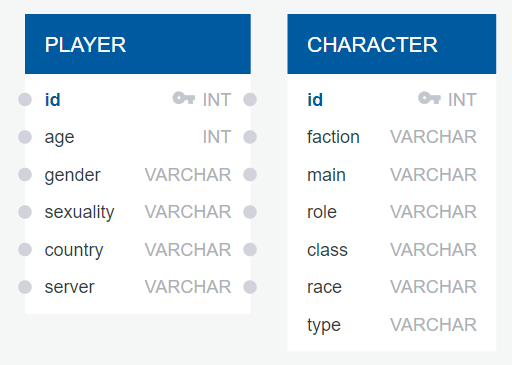 PLAYER
id INT
age INT
gender VARCHAR
sexuality VARCHAR
country VARCHAR
server VARCHAR
CHARACTER
id INT
faction VARCHAR
main VARCHAR
role VARCHAR
class VARCHAR
race VARCHAR
type VARCHAR